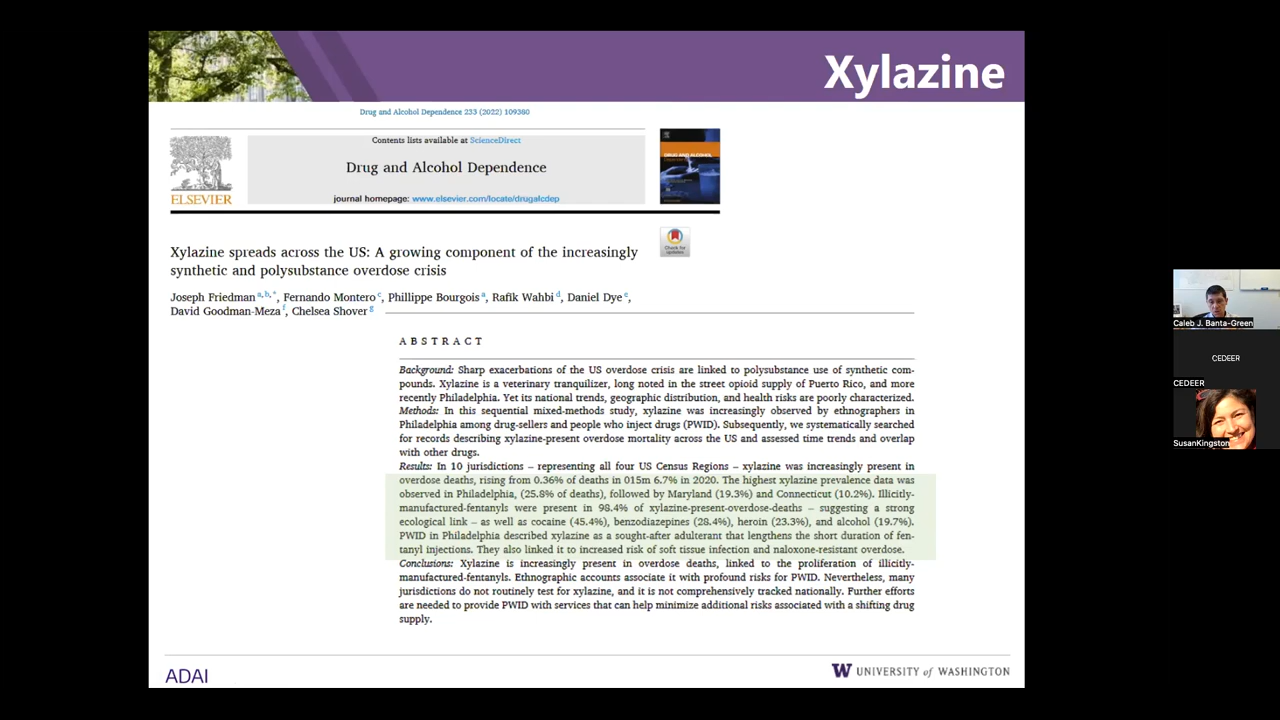 Xylazine
Drug and Alcohol Dependence 233 (2022) 109380
Contents lists available at ScienceDirect
Drug and Alcohol Dependence
ELSEVIER
journal homepage: www.elsevier.com/locate/drugalcdep
Check for
updates
Xylazine spreads across the US: A growing component of the increasingly
synthetic and polysubstance overdose crisis
Joseph Friedman a,b,*, Fernando Montero c, Phillippe Bourgois a, Rafik Wahbi d, Daniel Dye e,
David Goodman-Meza f, Chelsea Shover g
ABSTRACT
Background: Sharp exacerbations of the US overdose crisis are linked to polysubstance use of synthetic com-
pounds. Xylazine is a veterinary tranquilizer, long noted in the street opioid supply of Puerto Rico, and more
recently Philadelphia. Yet its national trends, geographic distribution, and health risks are poorly characterized.
Methods: In this sequential mixed-methods study, xylazine was increasingly observed by ethnographers in
Philadelphia among drug-sellers and people who inject drugs (PWID). Subsequently, we systematically searched
for records describing xylazine-present overdose mortality across the US and assessed time trends and overlap
with other drugs.
Results: In 10 jurisdictions – representing all four US Census Regions – xylazine was increasingly present in
overdose deaths, rising from 0.36% of deaths in 015m 6.7% in 2020. The highest xylazine prevalence data was
observed in Philadelphia, (25.8% of deaths), followed by Maryland (19.3%) and Connecticut (10.2%). Illicitly-
manufactured-fentanyls were present in 98.4% of xylazine-present-overdose-deaths – suggesting a strong
ecological link – as well as cocaine (45.4%), benzodiazepines (28.4%), heroin (23.3%), and alcohol (19.7%).
PWID in Philadelphia described xylazine as a sought-after adulterant that lengthens the short duration of fen-
tanyl injections. They also linked it to increased risk of soft tissue infection and naloxone-resistant overdose.
Conclusions: Xylazine is increasingly present in overdose deaths, linked to the proliferation of illicitly-
manufactured-fentanyls. Ethnographic accounts associate it with profound risks for PWID. Nevertheless, many
jurisdictions do not routinely test for xylazine, and it is not comprehensively tracked nationally. Further efforts
are needed to provide PWID with services that can help minimize additional risks associated with a shifting drug
supply.
ADAI
W UNIVERSITY of WASHINGTON
Caleb J. Banta-Green
CEDEER
CEDEER
SusanKingston